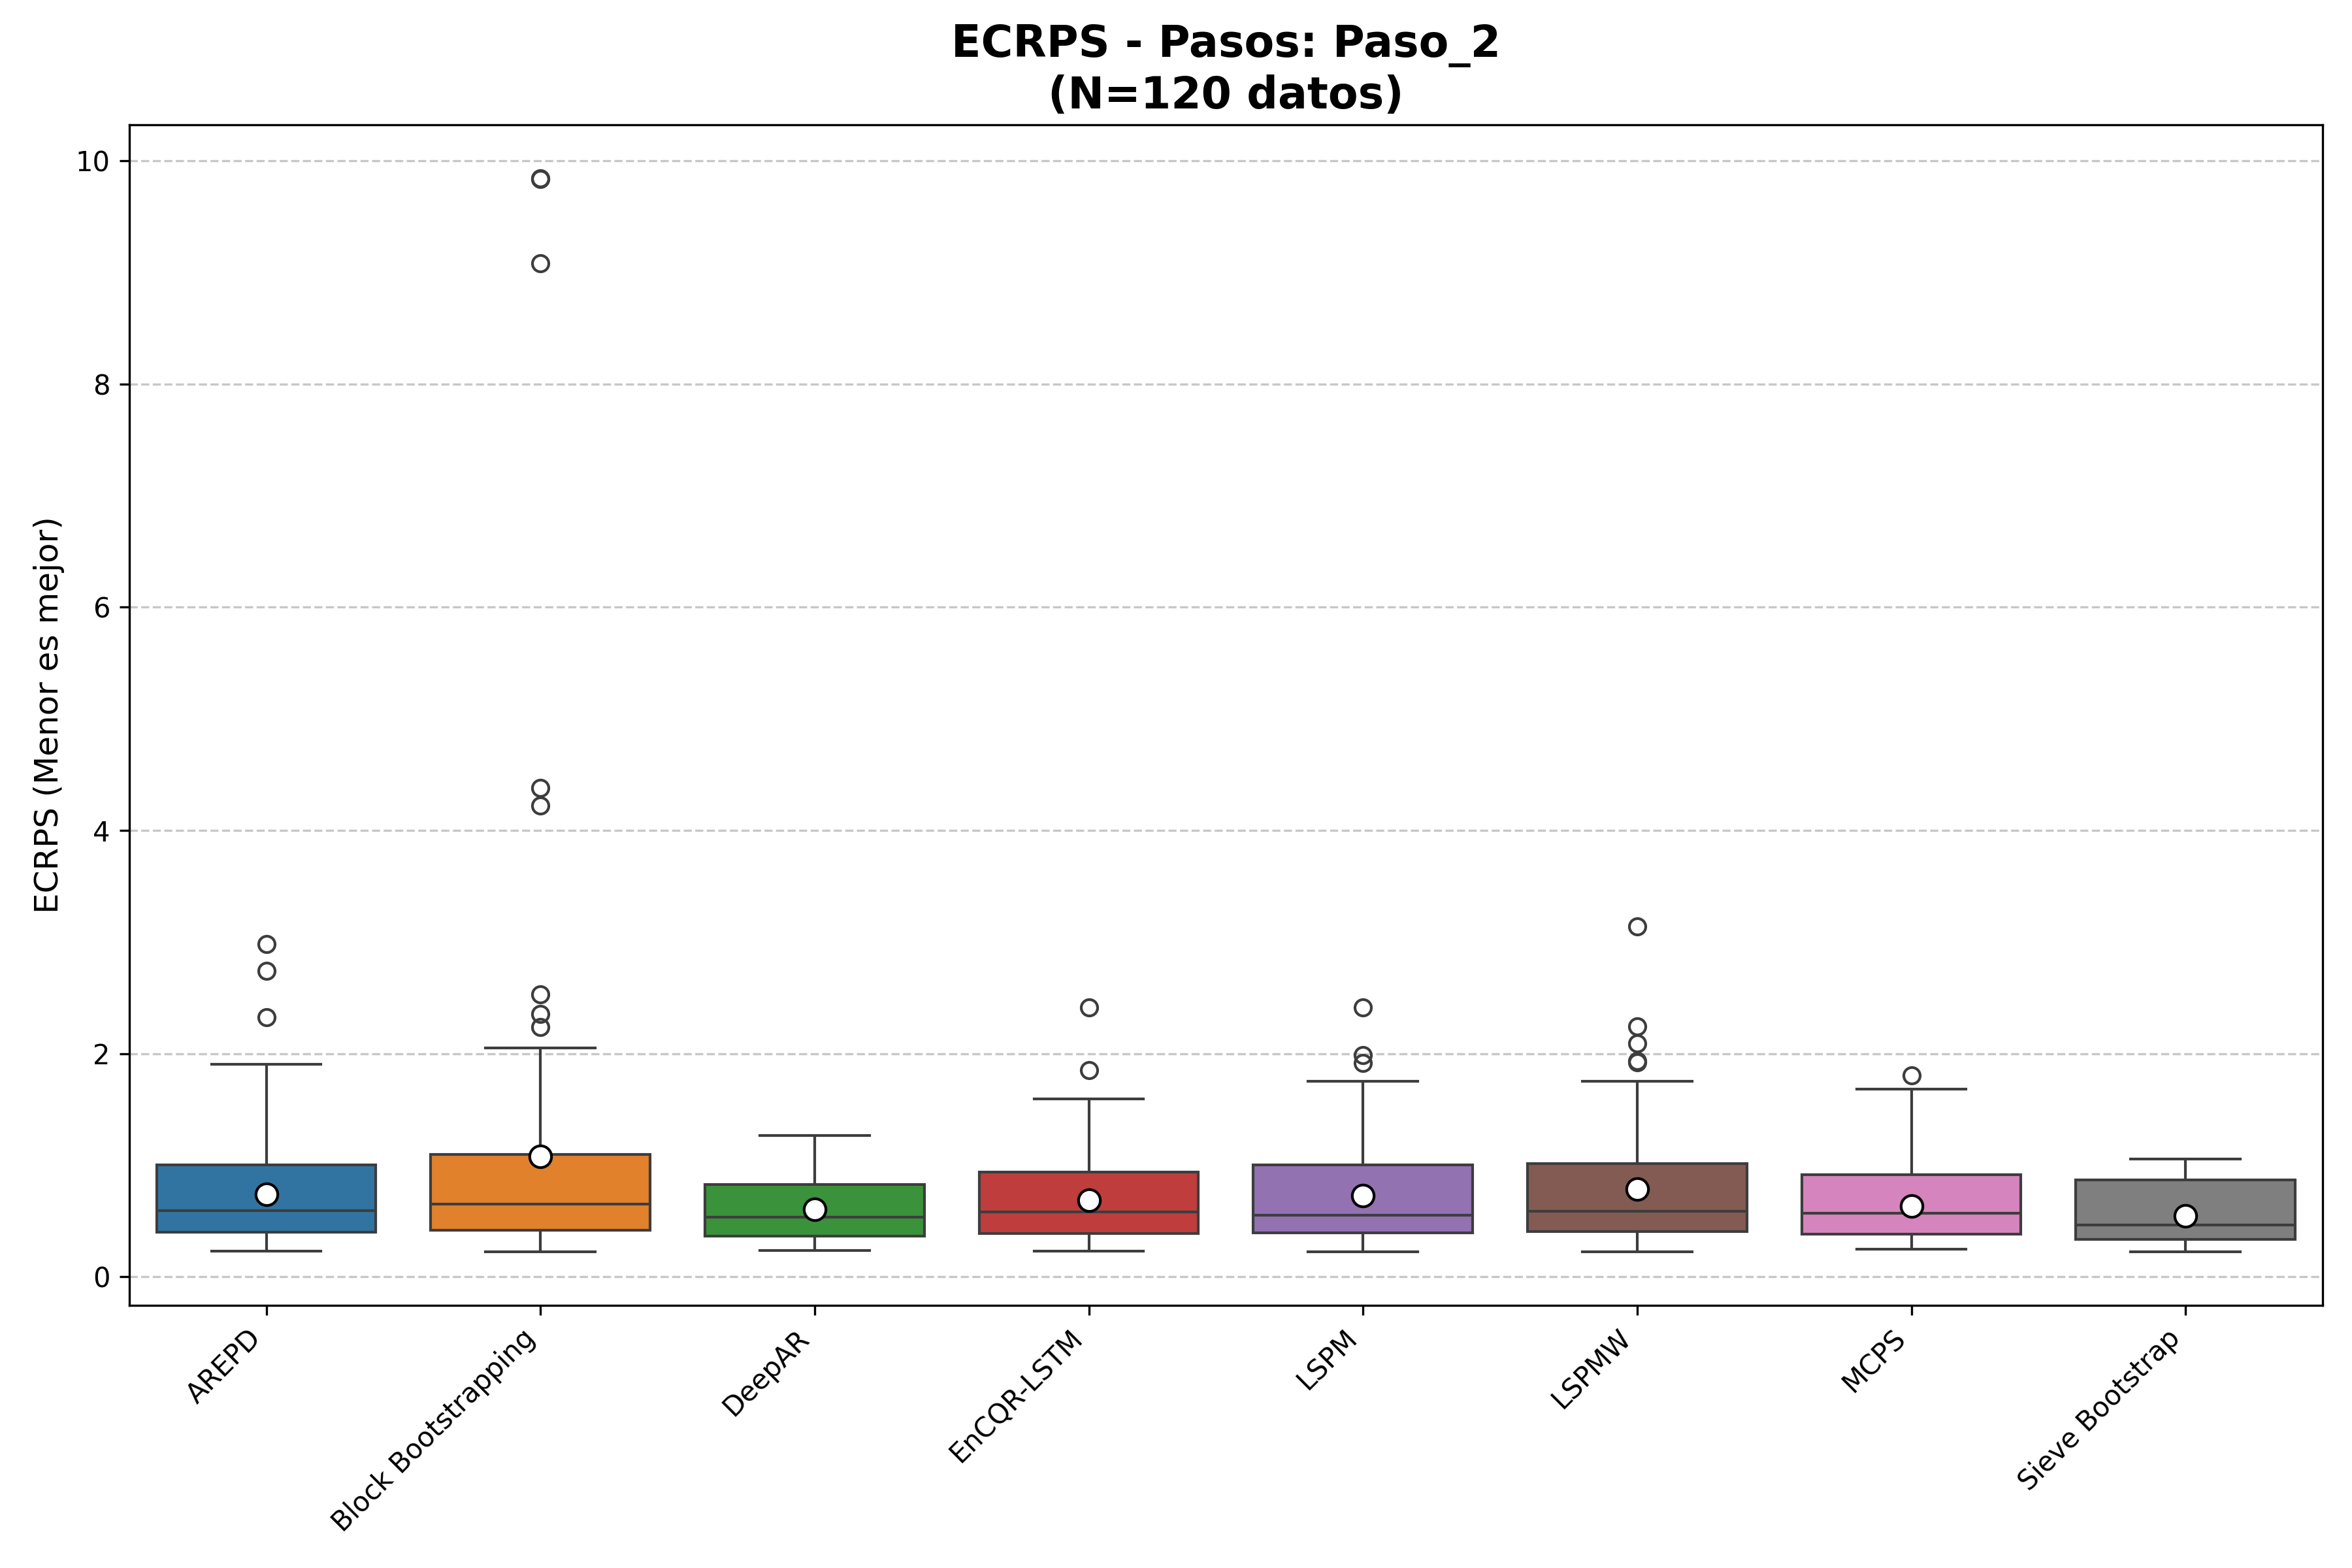 ECRPS - Pasos: Paso_2
(N=120 datos)
ECRPS (Menor es mejor)
10
8
6
4
2
0
AREPD
Block Bootstrapping
DeepAR
EnCQR-LSTM
LSPM
LSPMW
MCPS
Sieve Bootstrap